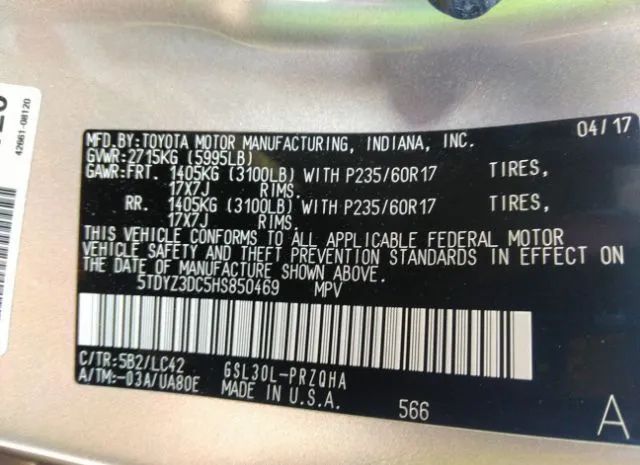 42661-08120
MFD.BY:TOYOTA MOTOR MANUFACTURING, INDIANA, INC. 04/17
GVWR:2715KG (5995LB)
GAWR:FRT. 1405KG (3100LB) WITH P235/60R17 TIRES,
17X7J RIMS.
RR. 1405KG (3100LB) WITH P235/60R17 TIRES,
17X7J RIMS.
THIS VEHICLE CONFORMS TO ALL APPLICABLE FEDERAL MOTOR
VEHICLE SAFETY AND THEFT PREVENTION STANDARDS IN EFFECT ON
THE DATE OF MANUFACTURE SHOWN ABOVE.
5TDYZ3DC5HS850469 MPV
C/TR:5B2/LC42 GSL30L-PRZQHA
A/TM:-03A/UA80E MADE IN U.S.A. 566 A